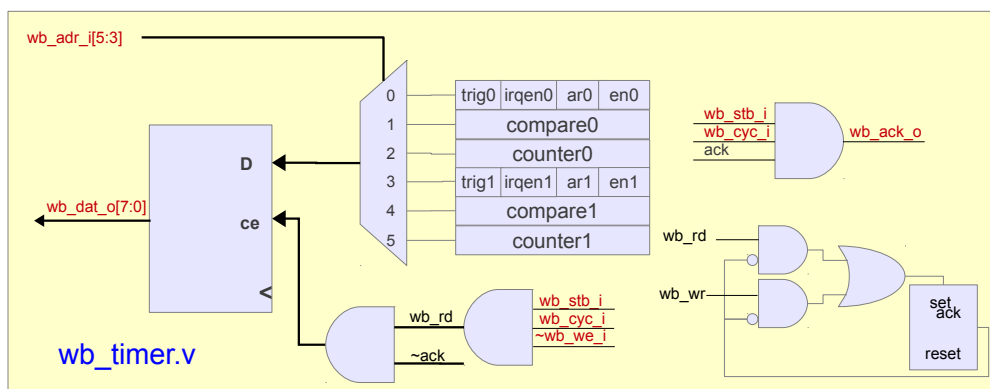 wb_adr_i[5:3]
0 trig0 irqen0 ar0 en0
1 compare0
2 counter0
3 trig1 irqen1 ar1 en1
4 compare1
5 counter1
wb_stb_i
wb_cyc_i
ack
wb_ack_o
D
ce
<
wb_dat_o[7:0]
wb_rd
wb_wr
set
ack
reset
wb_stb_i
wb_cyc_i
~wb_we_i
wb_rd
~ack
wb_timer.v